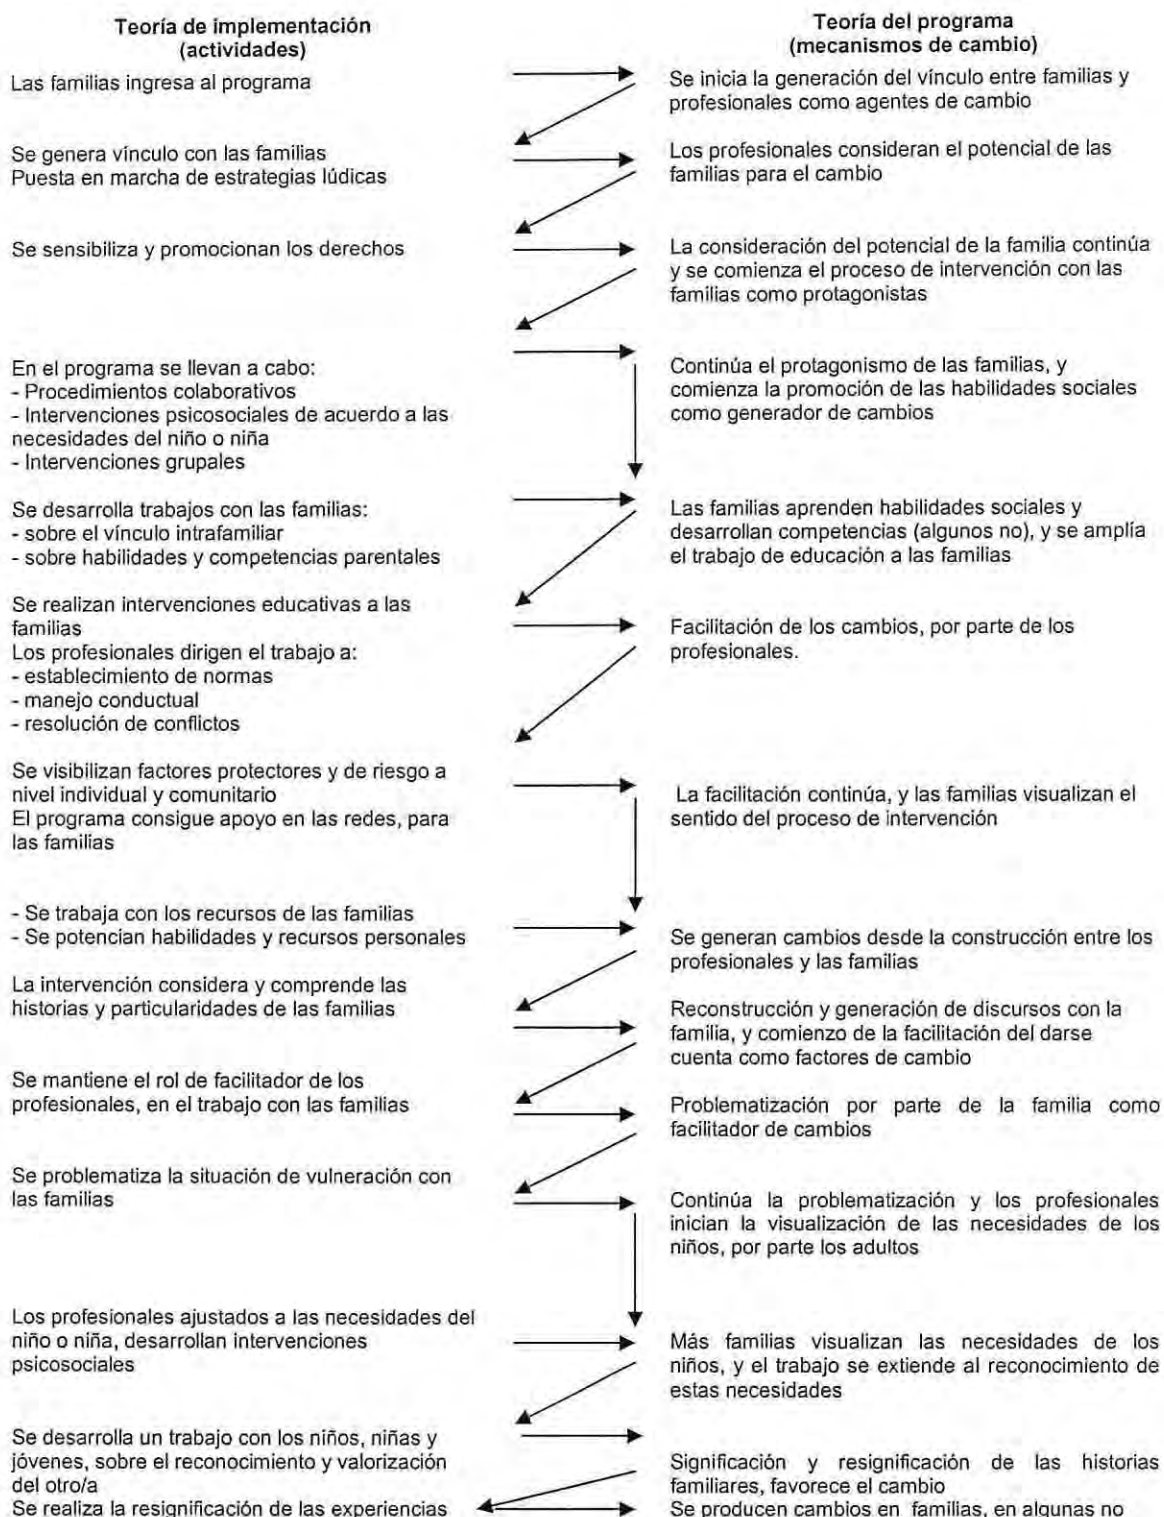 Teoría de implementación
(actividades)
Teoría del programa
(mecanismos de cambio)
Las familias ingresa al programa
Se inicia la generación del vínculo entre familias y
profesionales como agentes de cambio
Se genera vínculo con las familias
Puesta en marcha de estrategias lúdicas
Los profesionales consideran el potencial de las
familias para el cambio
Se sensibiliza y promocionan los derechos
La consideración del potencial de la familia continúa
y se comienza el proceso de intervención con las
familias como protagonistas
En el programa se llevan a cabo:
- Procedimientos colaborativos
- Intervenciones psicosociales de acuerdo a las
necesidades del niño o niña
- Intervenciones grupales
Continúa el protagonismo de las familias, y
comienza la promoción de las habilidades sociales
como generador de cambios
Se desarrolla trabajos con las familias:
- sobre el vínculo intrafamiliar
- sobre habilidades y competencias parentales
Las familias aprenden habilidades sociales y
desarrollan competencias (algunos no), y se amplía
el trabajo de educación a las familias
Se realizan intervenciones educativas a las
familias
Los profesionales dirigen el trabajo a:
- establecimiento de normas
- manejo conductual
- resolución de conflictos
Facilitación de los cambios, por parte de los
profesionales.
Se visibilizan factores protectores y de riesgo a
nivel individual y comunitario
El programa consigue apoyo en las redes, para
las familias
La facilitación continúa, y las familias visualizan el
sentido del proceso de intervención
- Se trabaja con los recursos de las familias
- Se potencian habilidades y recursos personales
Se generan cambios desde la construcción entre los
profesionales y las familias
La intervención considera y comprende las
historias y particularidades de las familias
Reconstrucción y generación de discursos con la
familia, y comienzo de la facilitación del darse
cuenta como factores de cambio
Se mantiene el rol de facilitador de los
profesionales, en el trabajo con las familias
Problematización por parte de la familia como
facilitador de cambios
Se problematiza la situación de vulneración con
las familias
Continúa la problematización y los profesionales
inician la visualización de las necesidades de los
niños, por parte los adultos
Los profesionales ajustados a las necesidades del
niño o niña, desarrollan intervenciones
psicosociales
Más familias visualizan las necesidades de los
niños, y el trabajo se extiende al reconocimiento de
estas necesidades
Se desarrolla un trabajo con los niños, niñas y
jóvenes, sobre el reconocimiento y valorización
del otro/a
Se realiza la resignificación de las experiencias
Significación y resignificación de las historias
familiares, favorece el cambio
Se producen cambios en familias, en algunas no